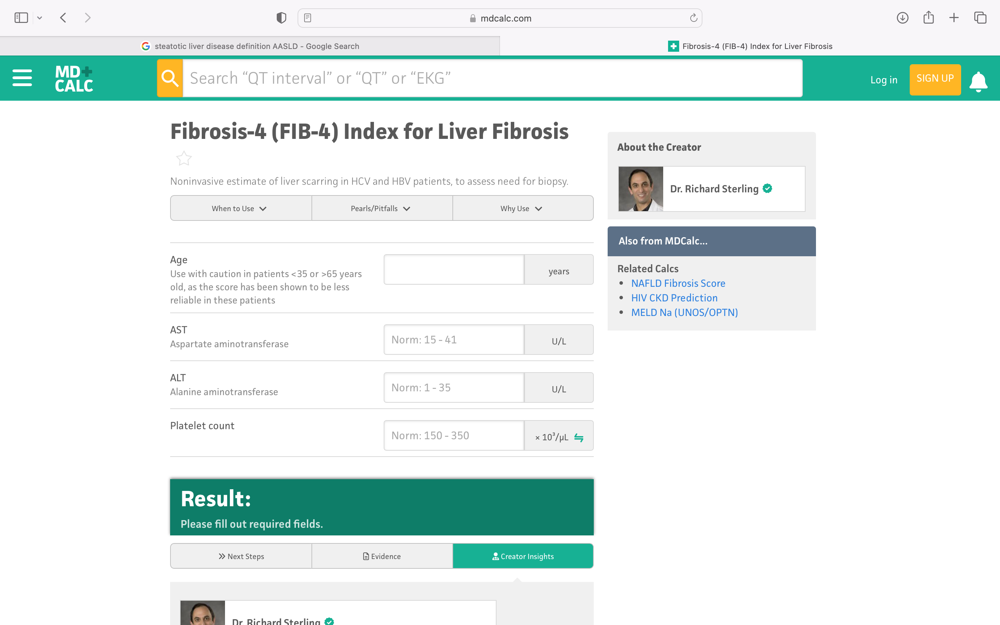 mdcalc.com
steatotic liver disease definition AASLD - Google Search
Fibrosis-4 (FIB-4) Index for Liver Fibrosis
MD+
CALC
Search “QT interval” or “QT” or “EKG”
Log in
SIGN UP
Fibrosis-4 (FIB-4) Index for Liver Fibrosis
Noninvasive estimate of liver scarring in HCV and HBV patients, to assess need for biopsy.
When to Use
Pearls/Pitfalls
Why Use
Age
Use with caution in patients <35 or >65 years
old, as the score has been shown to be less
reliable in these patients
years
AST
Aspartate aminotransferase
Norm: 15 - 41
U/L
ALT
Alanine aminotransferase
Norm: 1 - 35
U/L
Platelet count
Norm: 150 - 350
× 10³/µL
Result:
Please fill out required fields.
Next Steps
Evidence
Creator Insights
Dr. Richard Sterling
About the Creator
Dr. Richard Sterling
Also from MDCalc...
Related Calcs
• NAFLD Fibrosis Score
• HIV CKD Prediction
• MELD Na (UNOS/OPTN)